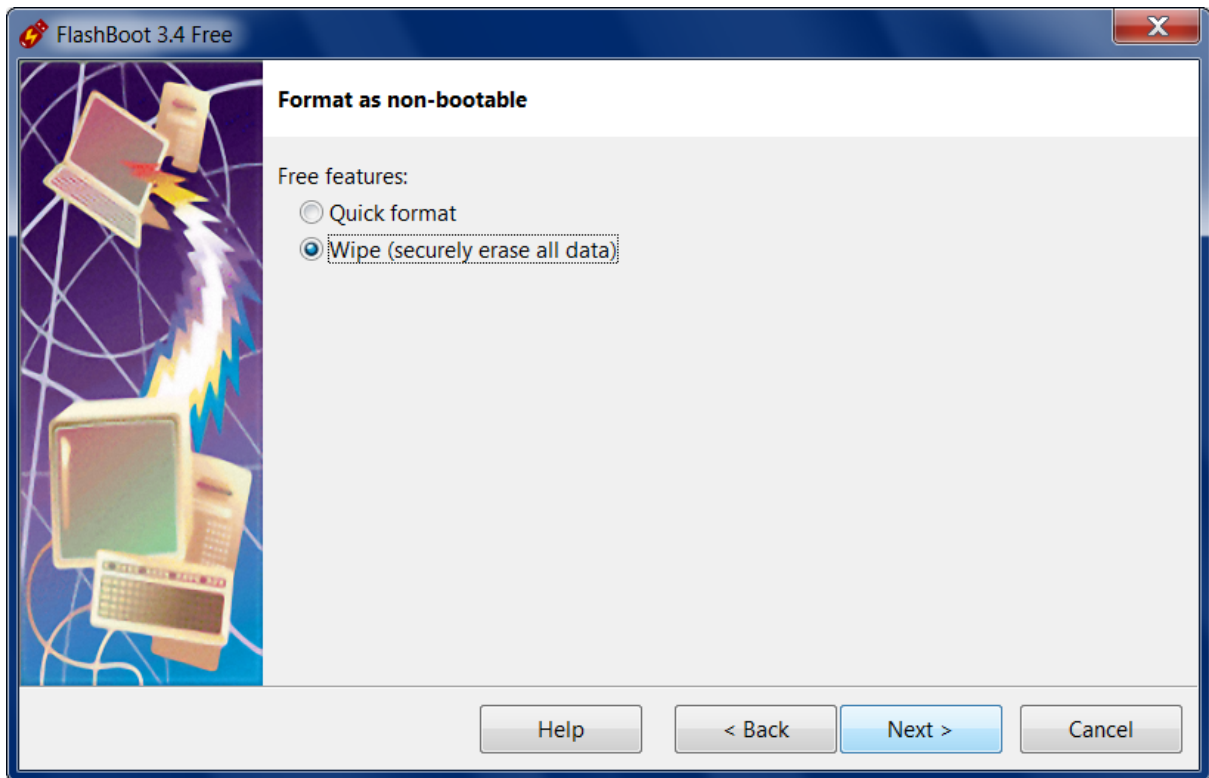 FlashBoot 3.4 Free
Format as non-bootable
Free features:
Quick format
Wipe (securely erase all data)
Help
< Back
Next >
Cancel